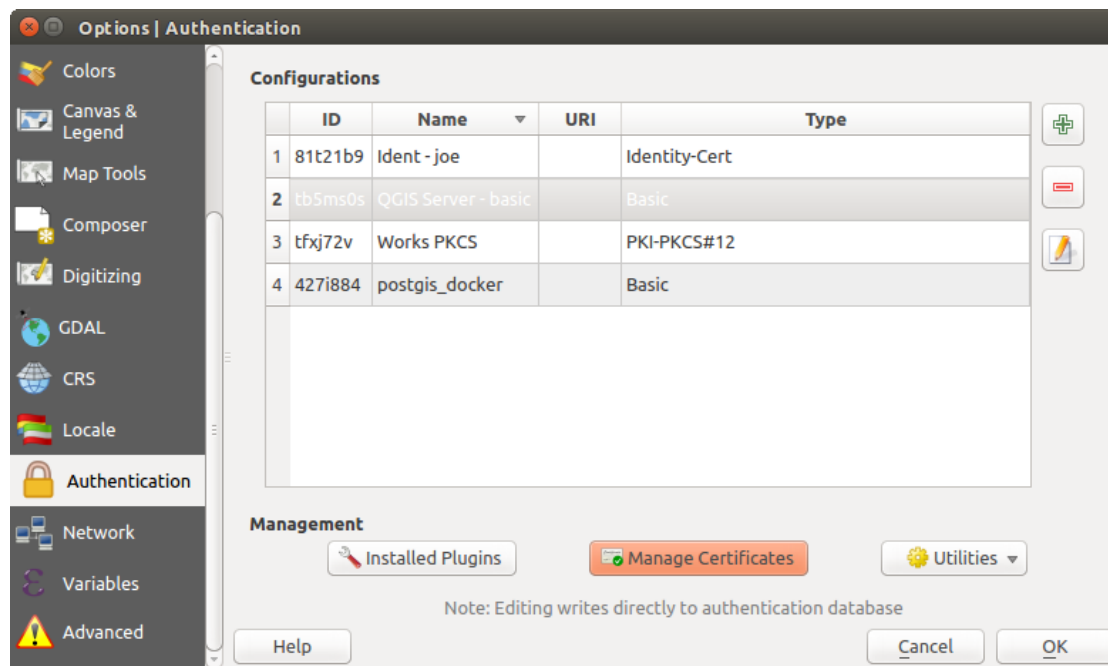 Options | Authentication
Colors
Canvas &
Legend
Map Tools
Composer
Digitizing
GDAL
CRS
Locale
Authentication
Network
Variables
Advanced
Configurations
ID Name URI Type
1 81t21b9 Ident - joe Identity-Cert
2 tb5ms0s QGIS Server - basic Basic
3 tfxj72v Works PKCS PKI-PKCS#12
4 427i884 postgis_docker Basic
Management
Installed Plugins Manage Certificates Utilities
Note: Editing writes directly to authentication database
Help Cancel OK